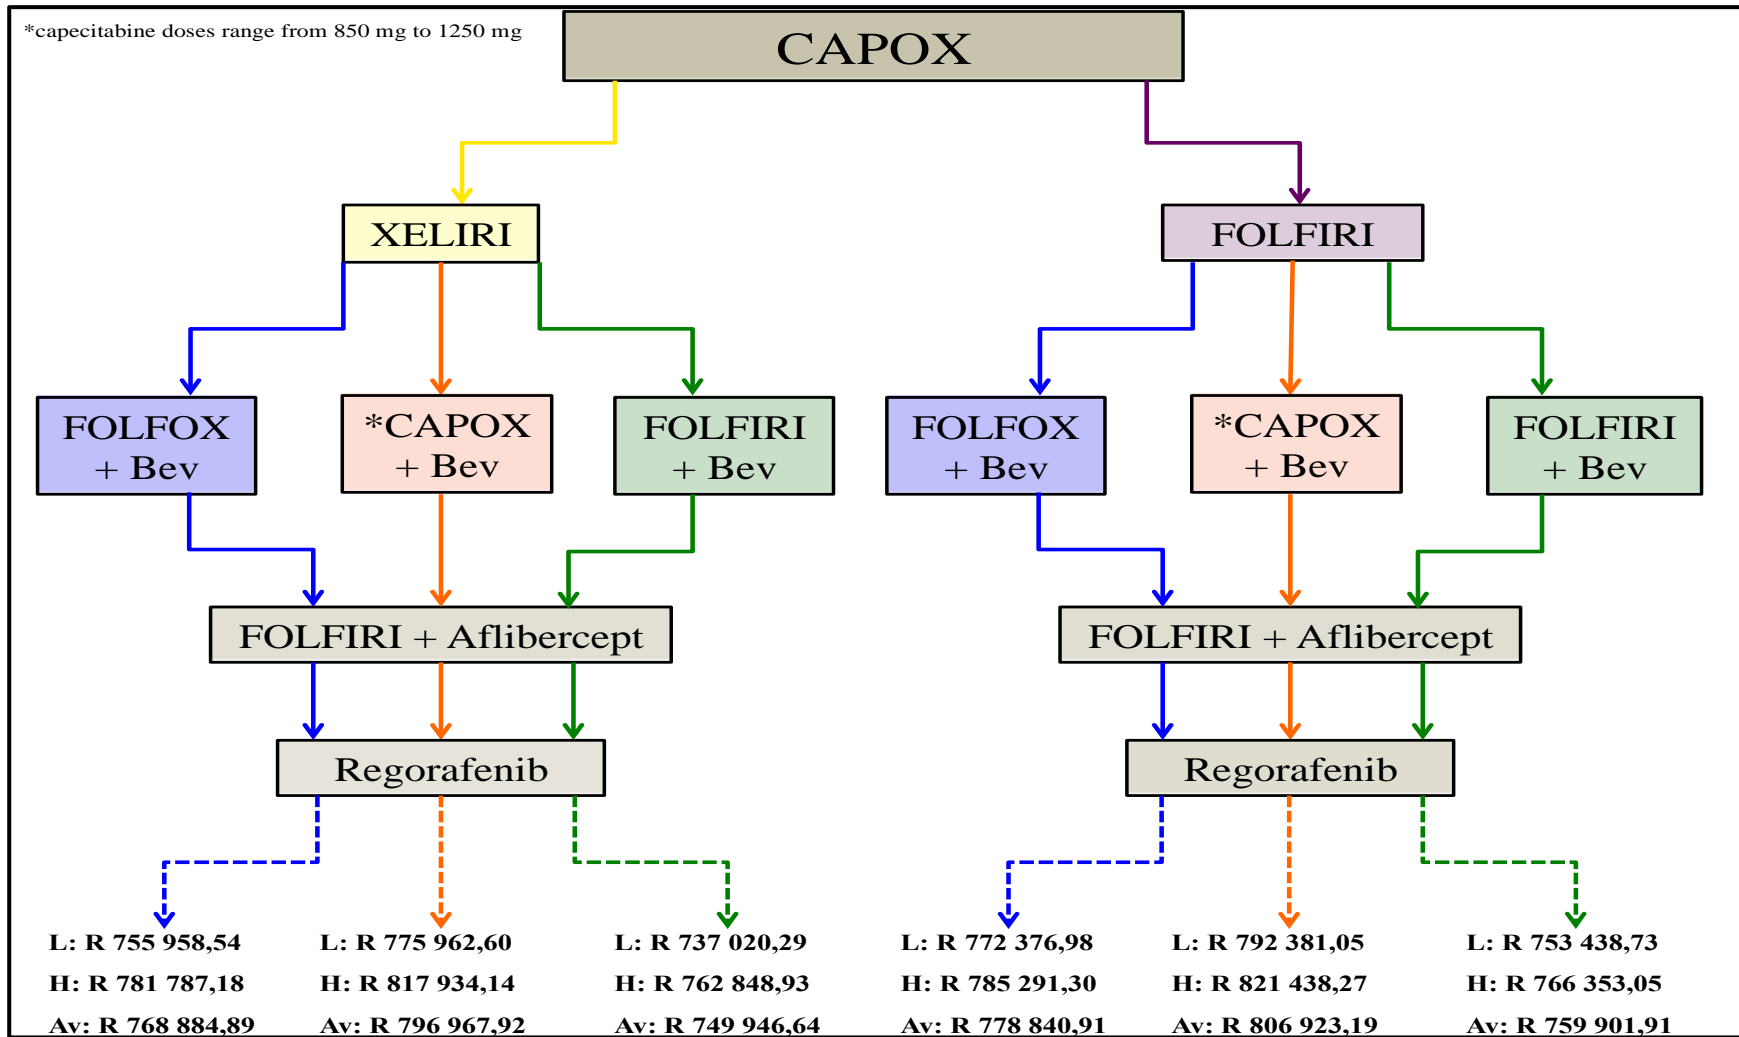 *capecitabine doses range from 850 mg to 1250 mg
CAPOX
XELIRI
FOLFIRI
FOLFOX
+ Bev
*CAPOX
+ Bev
FOLFIRI
+ Bev
FOLFOX
+ Bev
*CAPOX
+ Bev
FOLFIRI
+ Bev
FOLFIRI + Aflibercept
FOLFIRI + Aflibercept
Regorafenib
Regorafenib
L: R 755 958,54
H: R 781 787,18
Av: R 768 884,89
L: R 775 962,60
H: R 817 934,14
Av: R 796 967,92
L: R 737 020,29
H: R 762 848,93
Av: R 749 946,64
L: R 772 376,98
H: R 785 291,30
Av: R 778 840,91
L: R 792 381,05
H: R 821 438,27
Av: R 806 923,19
L: R 753 438,73
H: R 766 353,05
Av: R 759 901,91